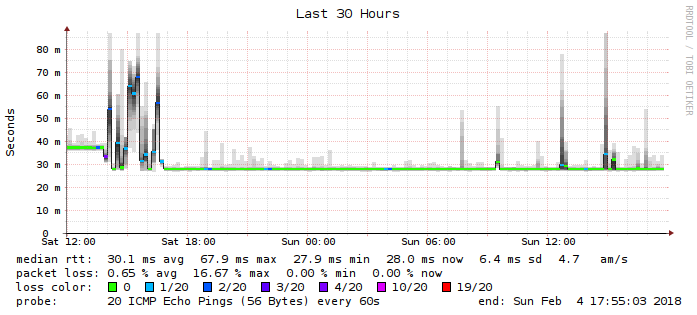 Last 30 Hours
RRDTOOL / TOBI OETIKER
Seconds
80 m
70 m
60 m
50 m
40 m
30 m
20 m
10 m
0
Sat 12:00 Sat 18:00 Sun 00:00 Sun 06:00 Sun 12:00
median rtt: 30.1 ms avg 67.9 ms max 27.9 ms min 28.0 ms now 6.4 ms sd 4.7 am/s
packet loss: 0.65 % avg 16.67 % max 0.00 % min 0.00 % now
loss color: 0 1/20 2/20 3/20 4/20 10/20 19/20
probe: 20 ICMP Echo Pings (56 Bytes) every 60s end: Sun Feb 4 17:55:03 2018